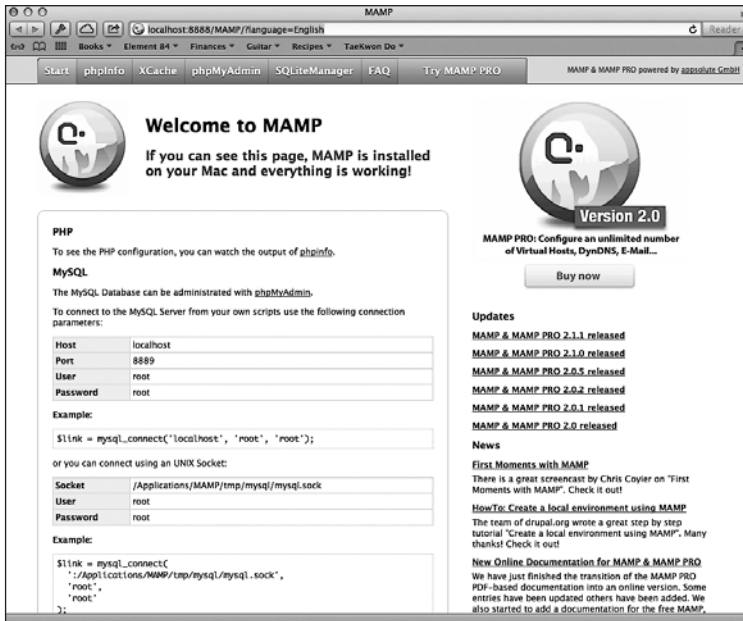 MAMP
localhost:8888/MAMP/?language=English
Reader
Books Element 84 Finances Guitar Recipes TaeKwon Do
Start phpInfo XCache phpMyAdmin SQLiteManager FAQ Try MAMP PRO
MAMP & MAMP PRO powered by appsolute GmbH
Welcome to MAMP
If you can see this page, MAMP is installed
on your Mac and everything is working!
PHP
To see the PHP configuration, you can watch the output of phpinfo.
MySQL
The MySQL Database can be administrated with phpMyAdmin.
To connect to the MySQL Server from your own scripts use the following connection
parameters:
Host localhost
Port 8889
User root
Password root
Example:
$link = mysql_connect('localhost', 'root', 'root');
or you can connect using an UNIX Socket:
Socket /Applications/MAMP/tmp/mysql/mysql.sock
User root
Password root
Example:
$link = mysql_connect(
':/Applications/MAMP/tmp/mysql/mysql.sock',
'root',
'root'
);
Version 2.0
MAMP PRO: Configure an unlimited number
of Virtual Hosts, DynDNS, E-Mail...
Buy now
Updates
MAMP & MAMP PRO 2.1.1 released
MAMP & MAMP PRO 2.1.0 released
MAMP & MAMP PRO 2.0.5 released
MAMP & MAMP PRO 2.0.2 released
MAMP & MAMP PRO 2.0.1 released
MAMP & MAMP PRO 2.0 released
News
First Moments with MAMP
There is a great screencast by Chris Coyier on "First
Moments with MAMP". Check it out!
HowTo: Create a local environment using MAMP
The team of drupal.org wrote a great step by step
tutorial "Create a local environment using MAMP". Many
thanks! Check it out!
New Online Documentation for MAMP & MAMP PRO
We have just finished the transition of the MAMP PRO
PDF-based documentation into an online version. Some
entries have been updated others have been added. We
also started to add a documentation for the free MAMP,